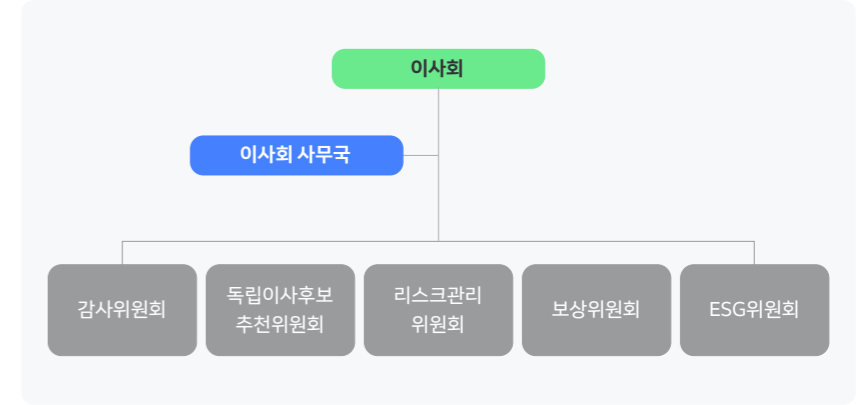 이사회
이사회 사무국
감사위원회
독립이사후보
추천위원회
리스크관리
위원회
보상위원회
ESG위원회